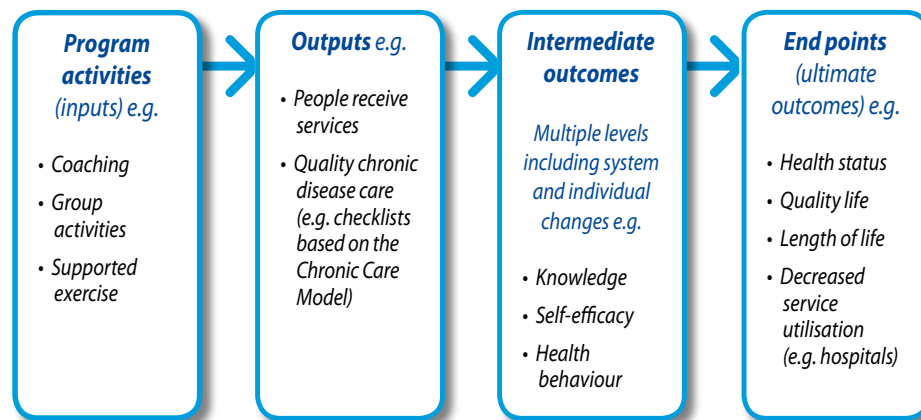 Program
activities
(inputs) e.g.
• Coaching
• Group
activities
• Supported
exercise
Outputs e.g.
• People receive
services
• Quality chronic
disease care
(e.g. checklists
based on the
Chronic Care
Model)
Intermediate
outcomes
Multiple levels
including system
and individual
changes e.g.
• Knowledge
• Self-efficacy
• Health
behaviour
End points
(ultimate
outcomes) e.g.
• Health status
• Quality life
• Length of life
• Decreased
service
utilisation
(e.g. hospitals)